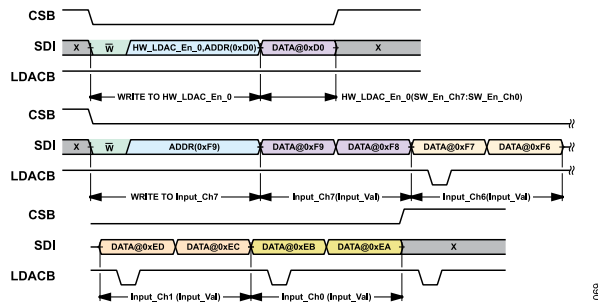 CSB
SDI X W HW_LDAC_En_0,ADDR(0xD0) DATA@0xD0 X
LDACB
WRITE TO HW_LDAC_En_0 HW_LDAC_En_0(SW_En_Ch7:SW_En_Ch0)
CSB
SDI X W ADDR(0xF9) DATA@0xF9 DATA@0xF8 DATA@0xF7 DATA@0xF6
LDACB
WRITE TO Input_Ch7 Input_Ch7(Input_Val) Input_Ch6(Input_Val)
CSB
SDI DATA@0xED DATA@0xEC DATA@0xEB DATA@0xEA X
LDACB
Input_Ch1 (Input_Val) Input_Ch0 (Input_Val)
069